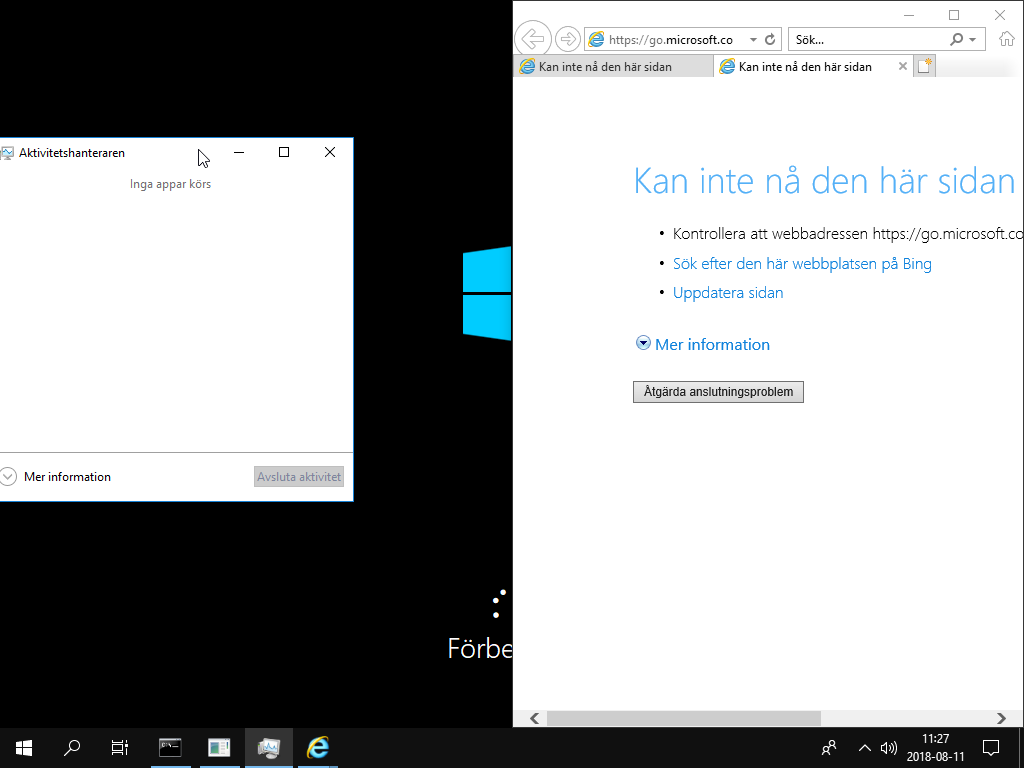 Aktivitetshanteraren
Inga appar körs
Mer information
Avsluta aktivitet
Förbe
https://go.microsoft.co
Sök...
Kan inte nå den här sidan
Kan inte nå den här sidan
Kan inte nå den här sidan
• Kontrollera att webbadressen https://go.microsoft.co
• Sök efter den här webbplatsen på Bing
• Uppdatera sidan
Mer information
Åtgärda anslutningsproblem
11:27
2018-08-11